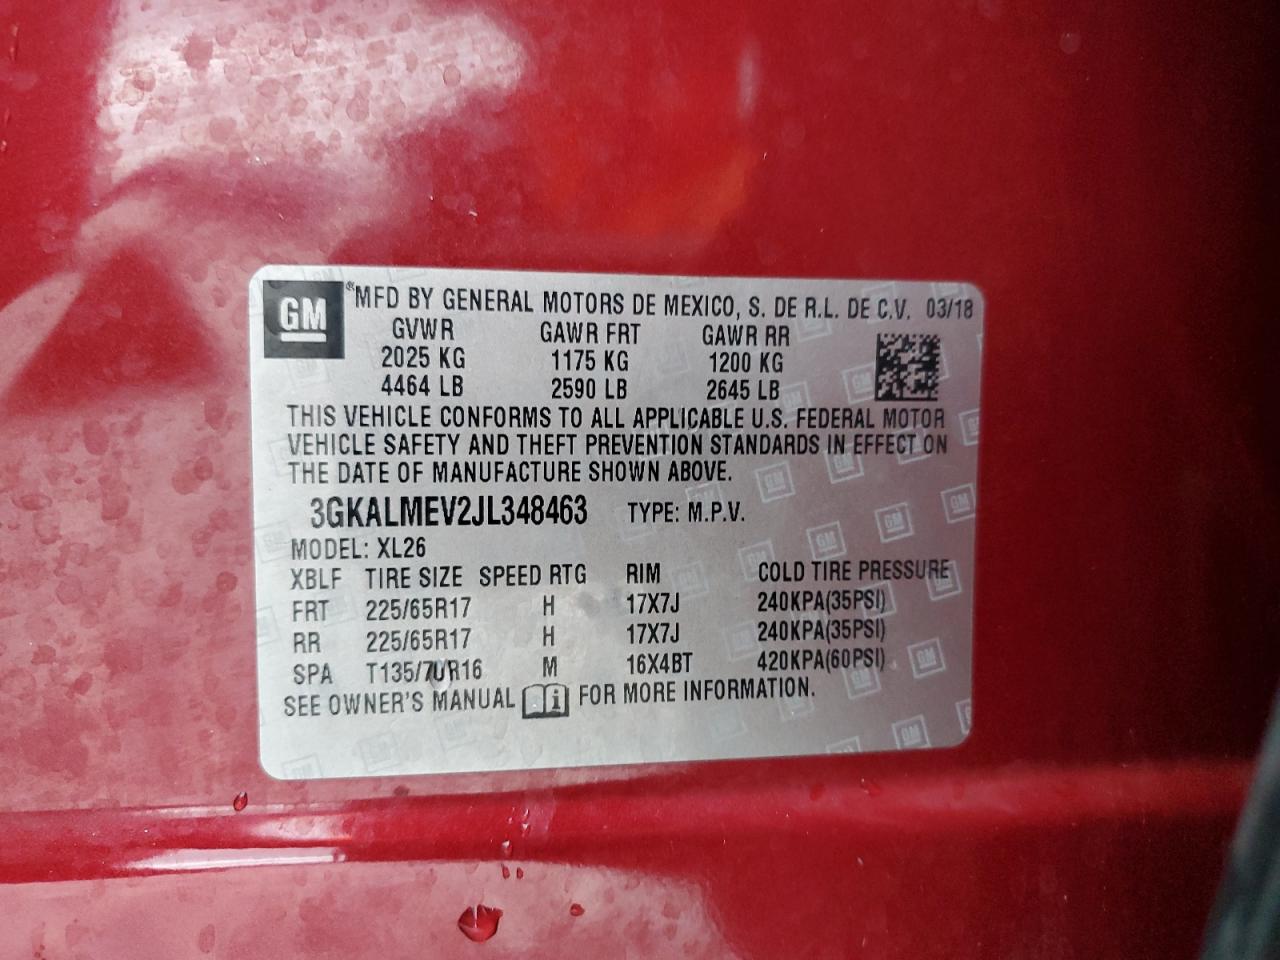 GM ®MFD BY GENERAL MOTORS DE MEXICO, S. DE R.L. DE C.V. 03/18
GVWR GAWR FRT GAWR RR
2025 KG 1175 KG 1200 KG
4464 LB 2590 LB 2645 LB
THIS VEHICLE CONFORMS TO ALL APPLICABLE U.S. FEDERAL MOTOR
VEHICLE SAFETY AND THEFT PREVENTION STANDARDS IN EFFECT ON
THE DATE OF MANUFACTURE SHOWN ABOVE.
3GKALMEV2JL348463 TYPE: M.P.V.
MODEL: XL26
XBLF TIRE SIZE SPEED RTG RIM COLD TIRE PRESSURE
FRT 225/65R17 H 17X7J 240KPA(35PSI)
RR 225/65R17 H 17X7J 240KPA(35PSI)
SPA T135/70R16 M 16X4BT 420KPA(60PSI)
SEE OWNER'S MANUAL i FOR MORE INFORMATION.